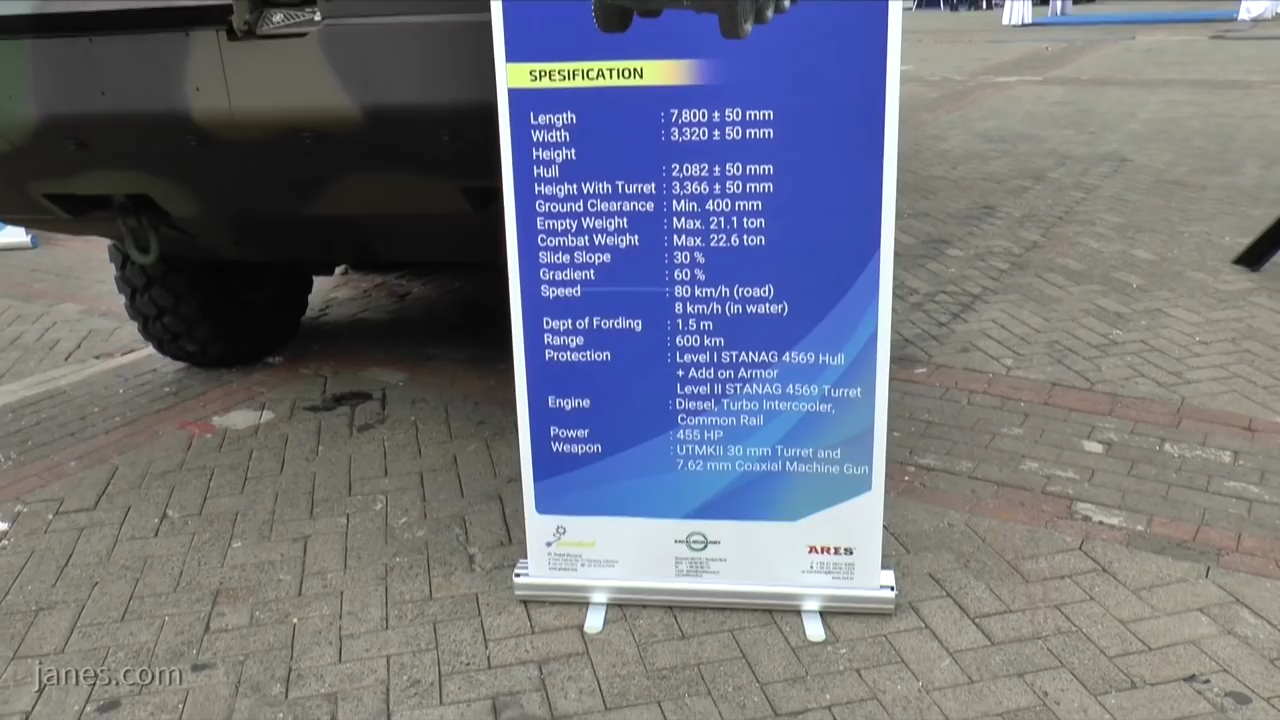 SPESIFICATION
Length : 7,800 ± 50 mm
Width : 3,320 ± 50 mm
Height
Hull : 2,082 ± 50 mm
Height With Turret : 3,366 ± 50 mm
Ground Clearance : Min. 400 mm
Empty Weight : Max. 21.1 ton
Combat Weight : Max. 22.6 ton
Slide Slope : 30 %
Gradient : 60 %
Speed : 80 km/h (road)
8 km/h (in water)
Dept of Fording : 1.5 m
Range : 600 km
Protection : Level I STANAG 4569 Hull
+ Add on Armor
Level II STANAG 4569 Turret
Engine : Diesel, Turbo Intercooler,
Common Rail
Power : 455 HP
Weapon : UTMKII 30 mm Turret and
7.62 mm Coaxial Machine Gun
ARES
janes.com